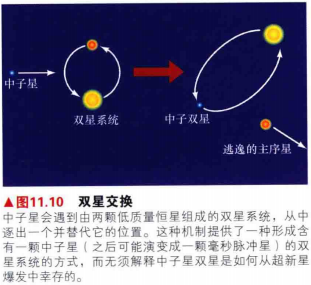 中子星
双星系统
中子双星
逃逸的主序星
▲图11.10 双星交换
中子星会遇到由两颗低质量恒星组成的双星系统，从中
逐出一个并替代它的位置。这种机制提供了一种形成含
有一颗中子星（之后可能演变成一颗毫秒脉冲星）的双
星系统的方式，而无须解释中子星双星是如何从超新星
爆发中幸存的。